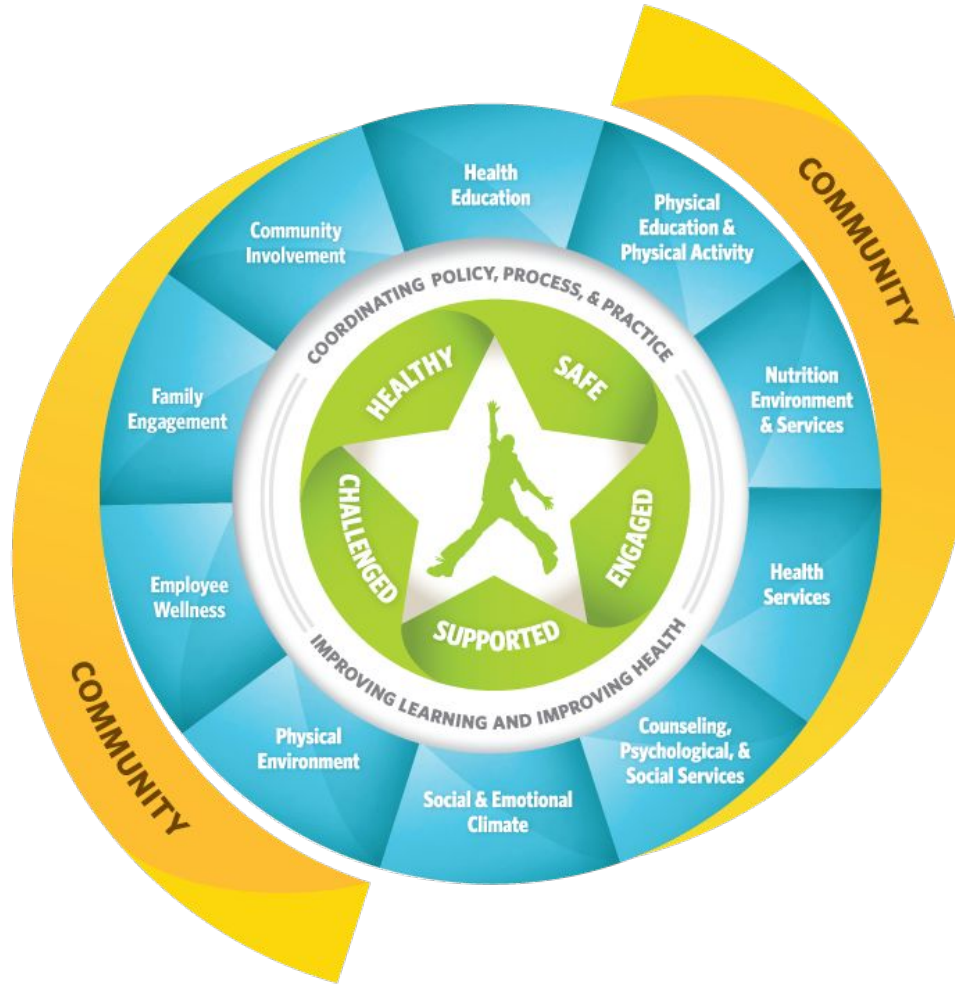 COMMUNITY
Health
Education
Physical
Education &
Physical Activity
Nutrition
Environment
& Services
Health
Services
Counseling,
Psychological, &
Social Services
Social & Emotional
Climate
Physical
Environment
Employee
Wellness
Family
Engagement
Community
Involvement
COORDINATING POLICY, PROCESS, & PRACTICE
IMPROVING LEARNING AND IMPROVING HEALTH
HEALTHY
SAFE
ENGAGED
SUPPORTED
CHALLENGED
COMMUNITY